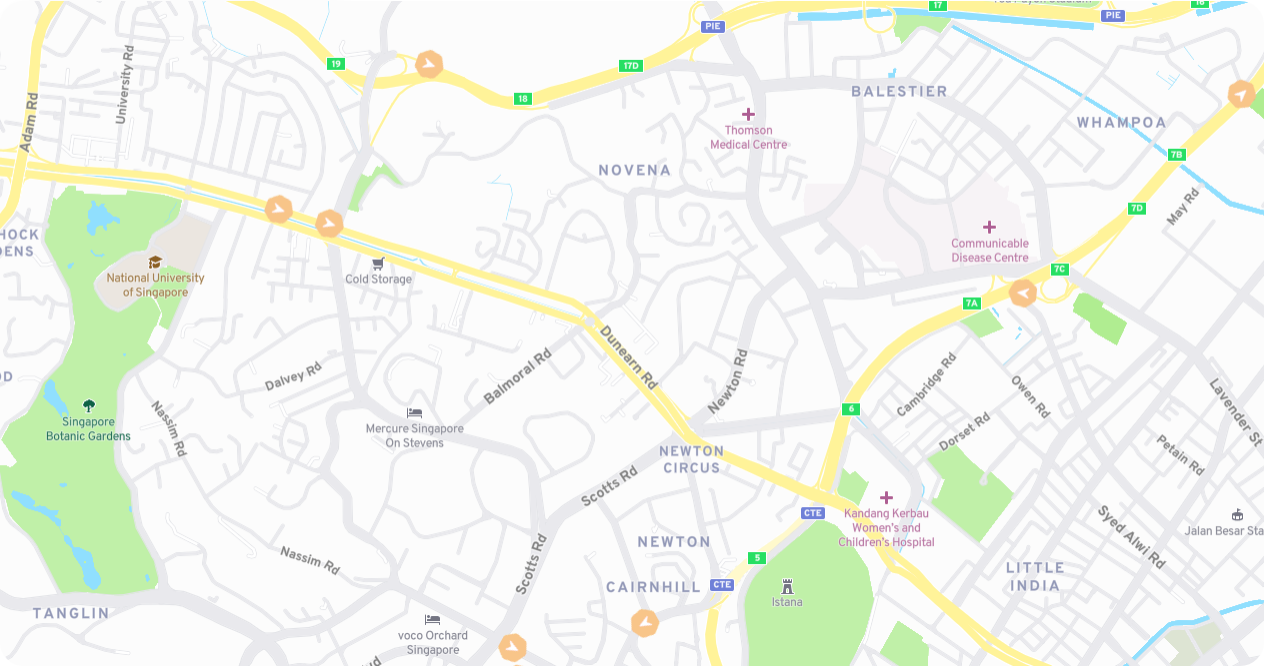 17
PIE
PIE
19
17D
18
University Rd
Adam Rd
BALESTIER
WHAMPOA
Thomson
Medical Centre
NOVENA
7B
7D
May Rd
HOCK
DENS
National University
of Singapore
Cold Storage
Communicable
Disease Centre
7C
7A
Dunearn Rd
Balmoral Rd
Newton Rd
Dalvey Rd
Cambridge Rd
Owen Rd
Lavender St
OD
Singapore
Botanic Gardens
Nassim Rd
Mercure Singapore
On Stevens
6
Dorset Rd
Petain Rd
NEWTON
CIRCUS
Scotts Rd
CTE
Kandang Kerbau
Women's and
Children's Hospital
Syed Alwi Rd
Jalan Besar Sta
NEWTON
5
Nassim Rd
Scotts Rd
LITTLE
INDIA
CAIRNHILL
CTE
Istana
TANGLIN
voco Orchard
Singapore